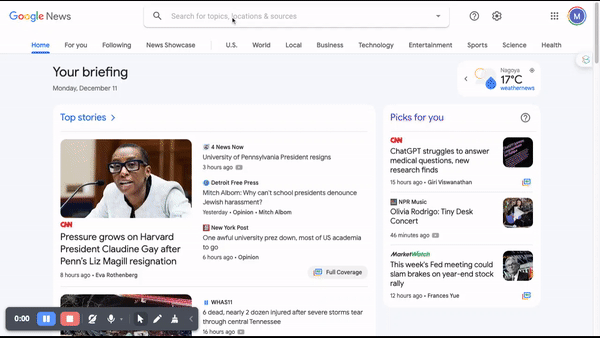 Google News
Search for topics, locations & sources
M
Home
For you
Following
News Showcase
U.S.
World
Local
Business
Technology
Entertainment
Sports
Science
Health
Your briefing
Monday, December 11
Nagoya
17°C
weathernews
Top stories
CNN
Pressure grows on Harvard
President Claudine Gay after
Penn's Liz Magill resignation
8 hours ago • Eva Rothenberg
4 News Now
University of Pennsylvania President resigns
3 hours ago
Detroit Free Press
Mitch Albom: Why can't school presidents denounce
Jewish harassment?
Yesterday • Opinion • Mitch Albom
New York Post
One awful university prez down, most of US academia
to go
6 hours ago • Opinion
Full Coverage
WHAS11
6 dead, nearly 2 dozen injured after severe storms tear
through central Tennessee
16 hours ago
Picks for you
CNN
ChatGPT struggles to answer
medical questions, new
research finds
15 hours ago • Giri Viswanathan
NPR Music
Olivia Rodrigo: Tiny Desk
Concert
46 minutes ago
MarketWatch
This week's Fed meeting could
slam brakes on year-end stock
rally
12 hours ago • Frances Yue
0:00